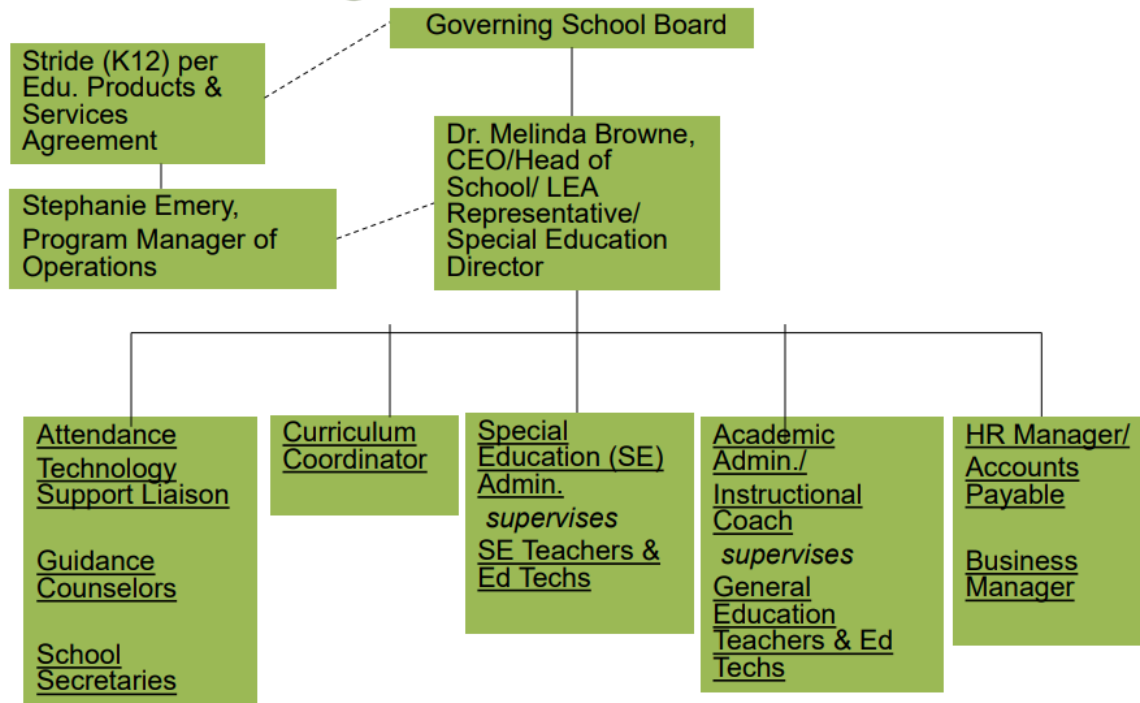 Governing School Board
Stride (K12) per
Edu. Products &
Services
Agreement
Dr. Melinda Browne,
CEO/Head of
School/ LEA
Representative/
Special Education
Director
Stephanie Emery,
Program Manager of
Operations
Attendance
Technology
Support Liaison
Guidance
Counselors
School
Secretaries
Curriculum
Coordinator
Special
Education (SE)
Admin.
supervises
SE Teachers &
Ed Techs
Academic
Admin./
Instructional
Coach
supervises
General
Education
Teachers & Ed
Techs
HR Manager/
Accounts
Payable
Business
Manager